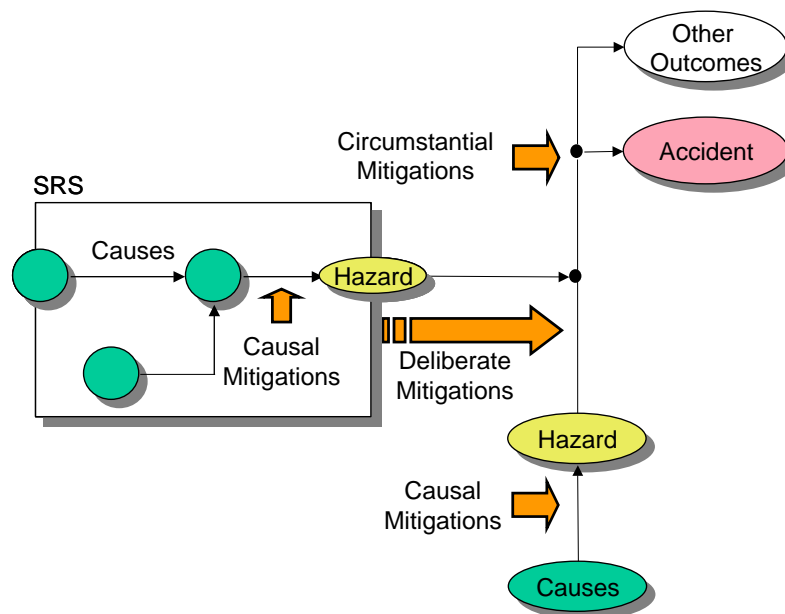 Other
Outcomes
Circumstantial
Mitigations
Accident
SRS
Causes
Hazard
Causal
Mitigations
Deliberate
Mitigations
Hazard
Causal
Mitigations
Causes